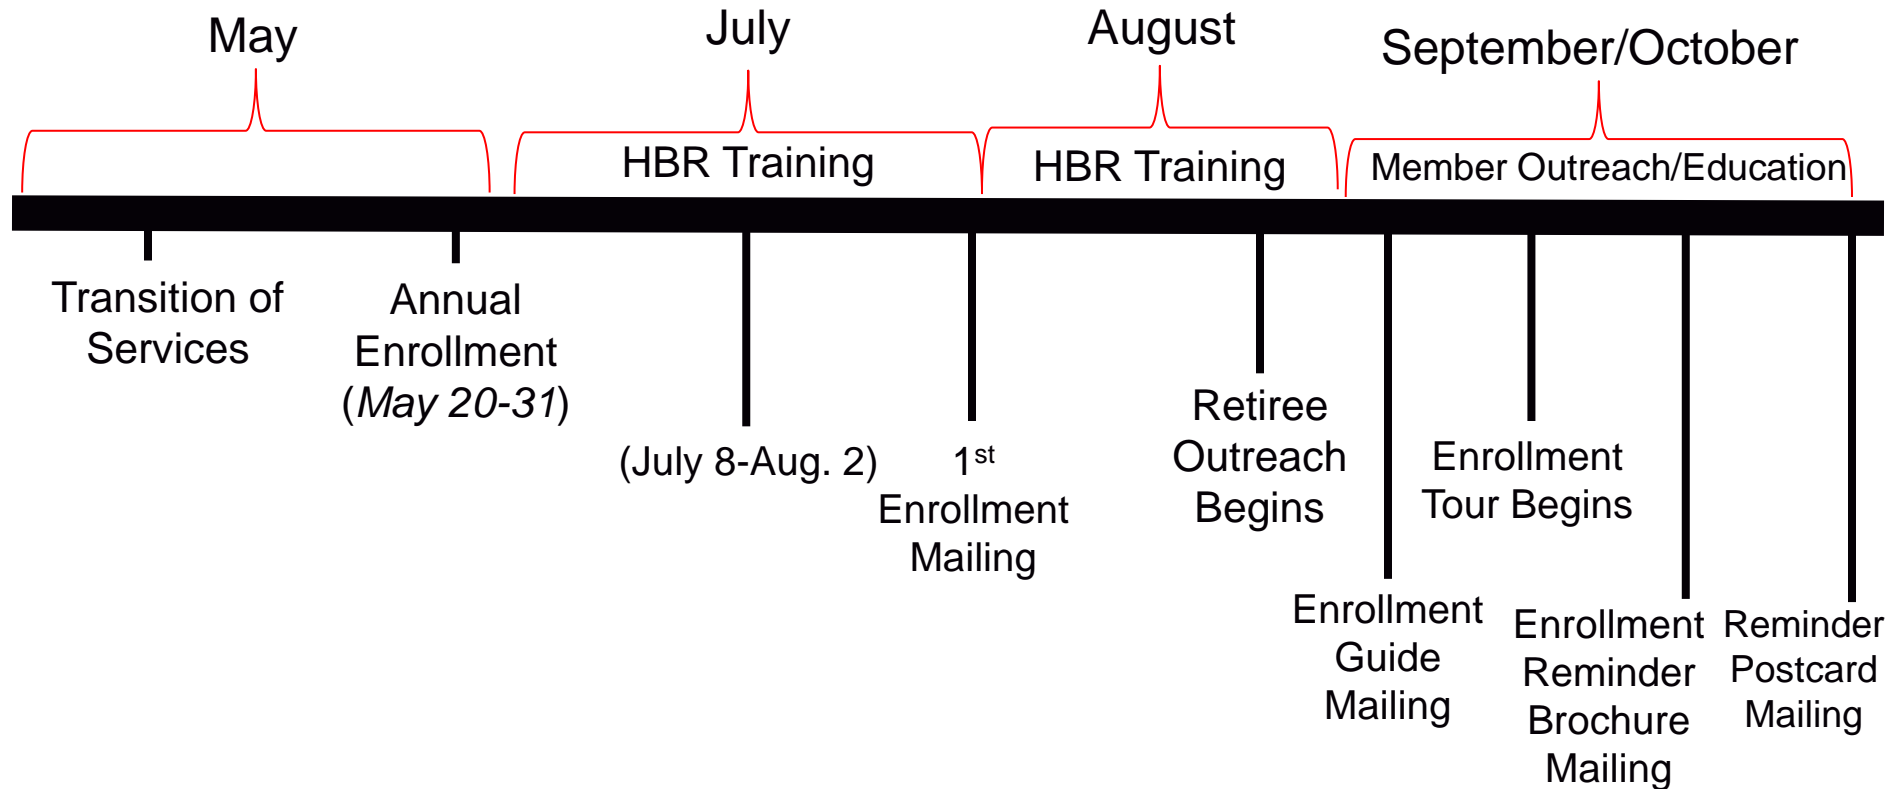 May
July
August
September/October
HBR Training
HBR Training
Member Outreach/Education
Transition of
Services
Annual
Enrollment
(May 20-31)
(July 8-Aug. 2)
1st
Enrollment
Mailing
Retiree
Outreach
Begins
Enrollment
Guide
Mailing
Enrollment
Tour Begins
Enrollment
Reminder
Brochure
Mailing
Reminder
Postcard
Mailing